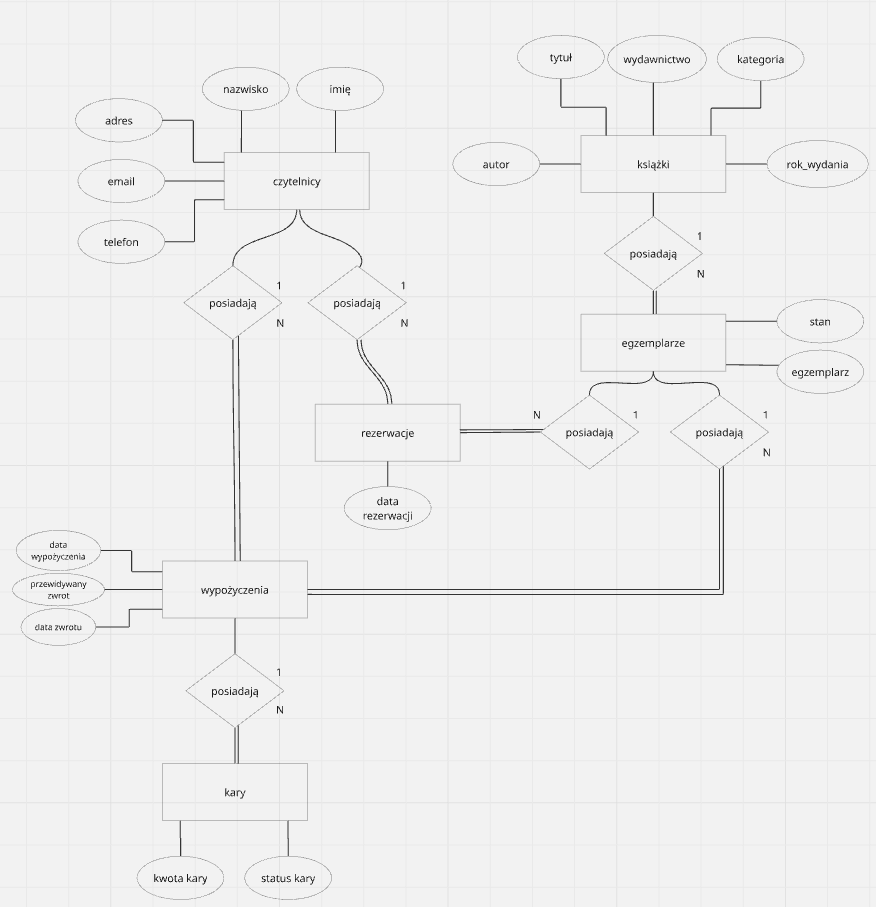 tytuł
wydawnictwo
kategoria
nazwisko
imię
adres
autor
książki
rok_wydania
email
czytelnicy
telefon
posiadają
1
N
posiadają
1
N
posiadają
1
N
egzemplarze
stan
egzemplarz
rezerwacje
N
posiadają
1
posiadają
1
N
data
rezerwacji
data
wypożyczenia
przewidywany
zwrot
data zwrotu
wypożyczenia
posiadają
1
N
kary
kwota kary
status kary